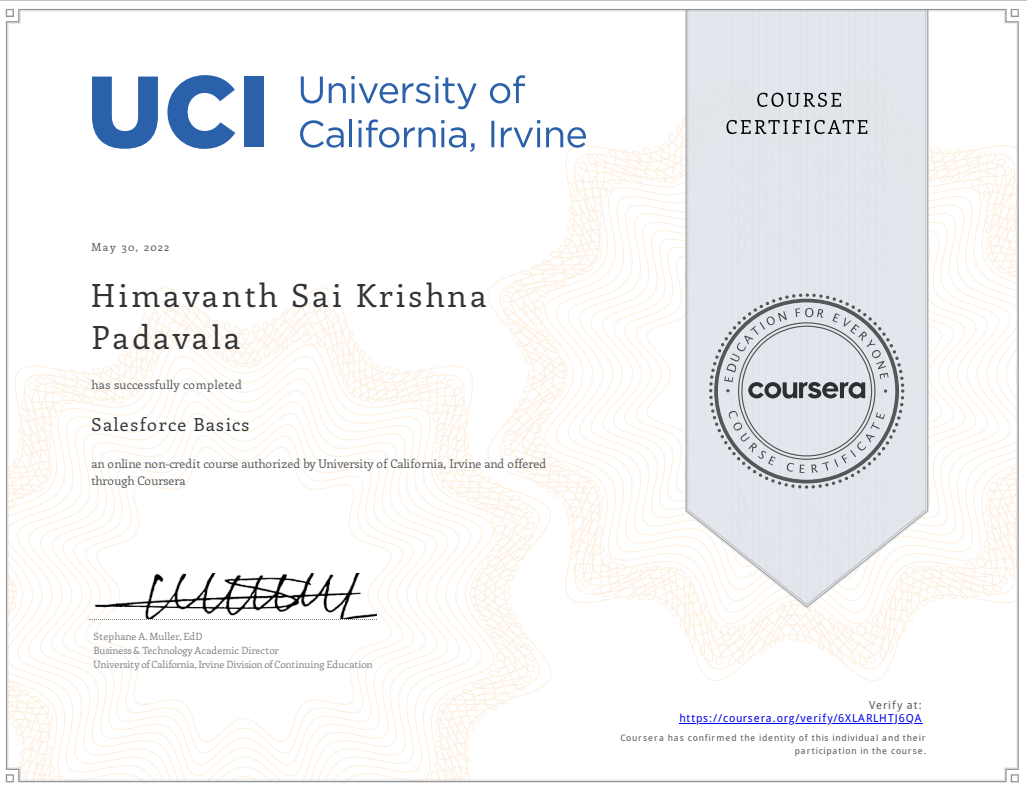 UCI
University of
California, Irvine
COURSE
CERTIFICATE
May 30, 2022
Himavanth Sai Krishna
Padavala
has successfully completed
Salesforce Basics
an online non-credit course authorized by University of California, Irvine and offered
through Coursera
EDUCATION FOR EVERYONE
coursera
COURSE CERTIFICATE
Stephane A. Muller, EdD
Business & Technology Academic Director
University of California, Irvine Division of Continuing Education
Verify at:
https://coursera.org/verify/6XLARLHTJ6QA
Coursera has confirmed the identity of this individual and their
participation in the course.